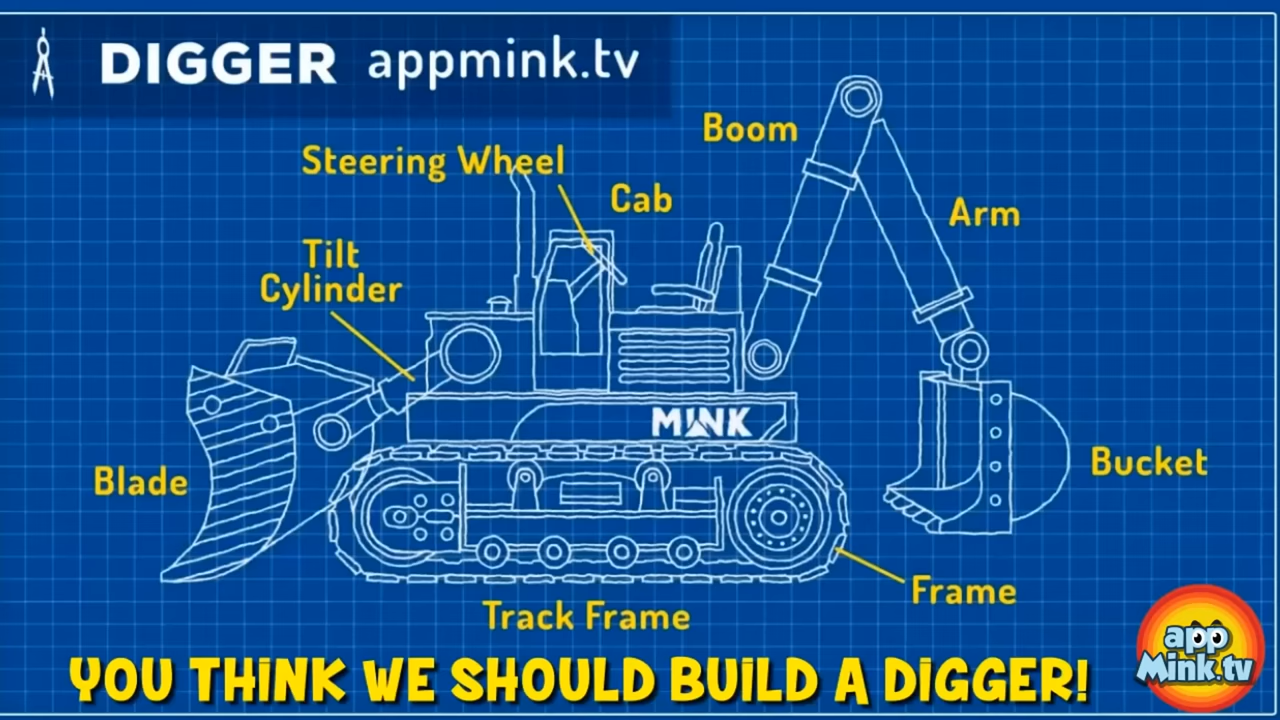 DIGGER appmink.tv
Boom
Steering Wheel
Cab
Arm
Tilt
Cylinder
MINK
Blade
Bucket
Frame
Track Frame
YOU THINK WE SHOULD BUILD A DIGGER!
app
Mink.tv